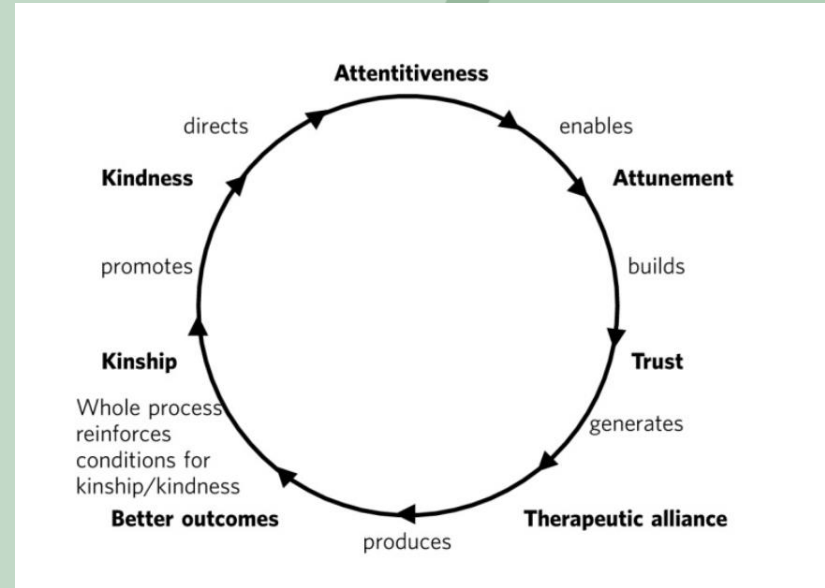 Attentitiveness
directs
enables
Kindness
Attunement
promotes
builds
Kinship
Trust
Whole process
reinforces
conditions for
kinship/kindness
generates
Better outcomes
Therapeutic alliance
produces